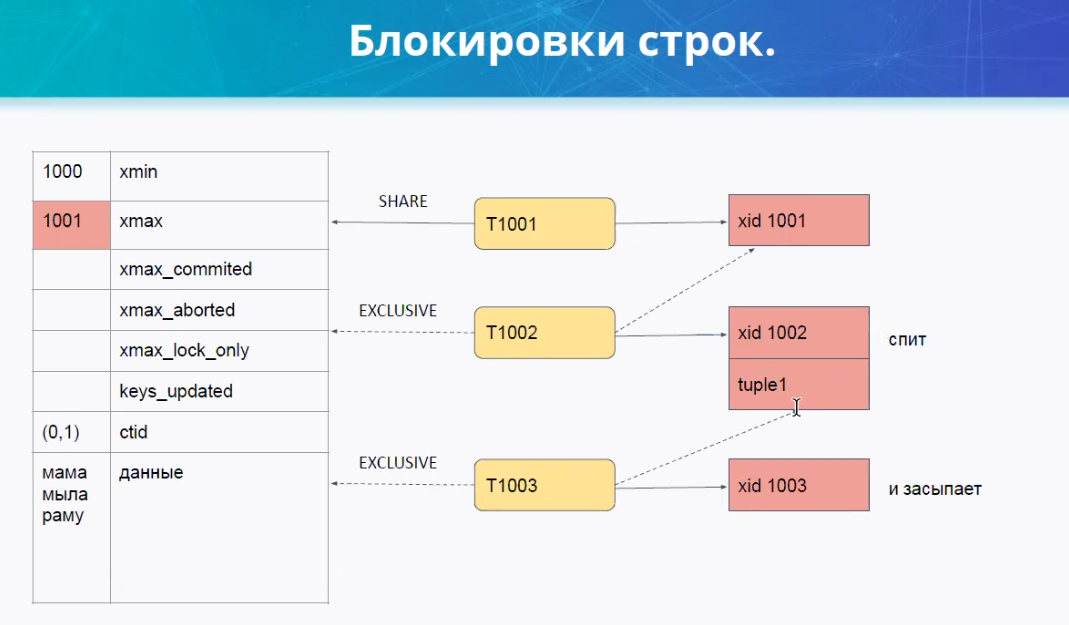 Блокировки строк.
1000 xmin
1001 xmax
xmax_commited
xmax_aborted
xmax_lock_only
keys_updated
(0,1) ctid
мама данные
мыла
раму
SHARE
T1001
xid 1001
EXCLUSIVE
T1002
xid 1002
спит
tuple1
EXCLUSIVE
T1003
xid 1003
и засыпает